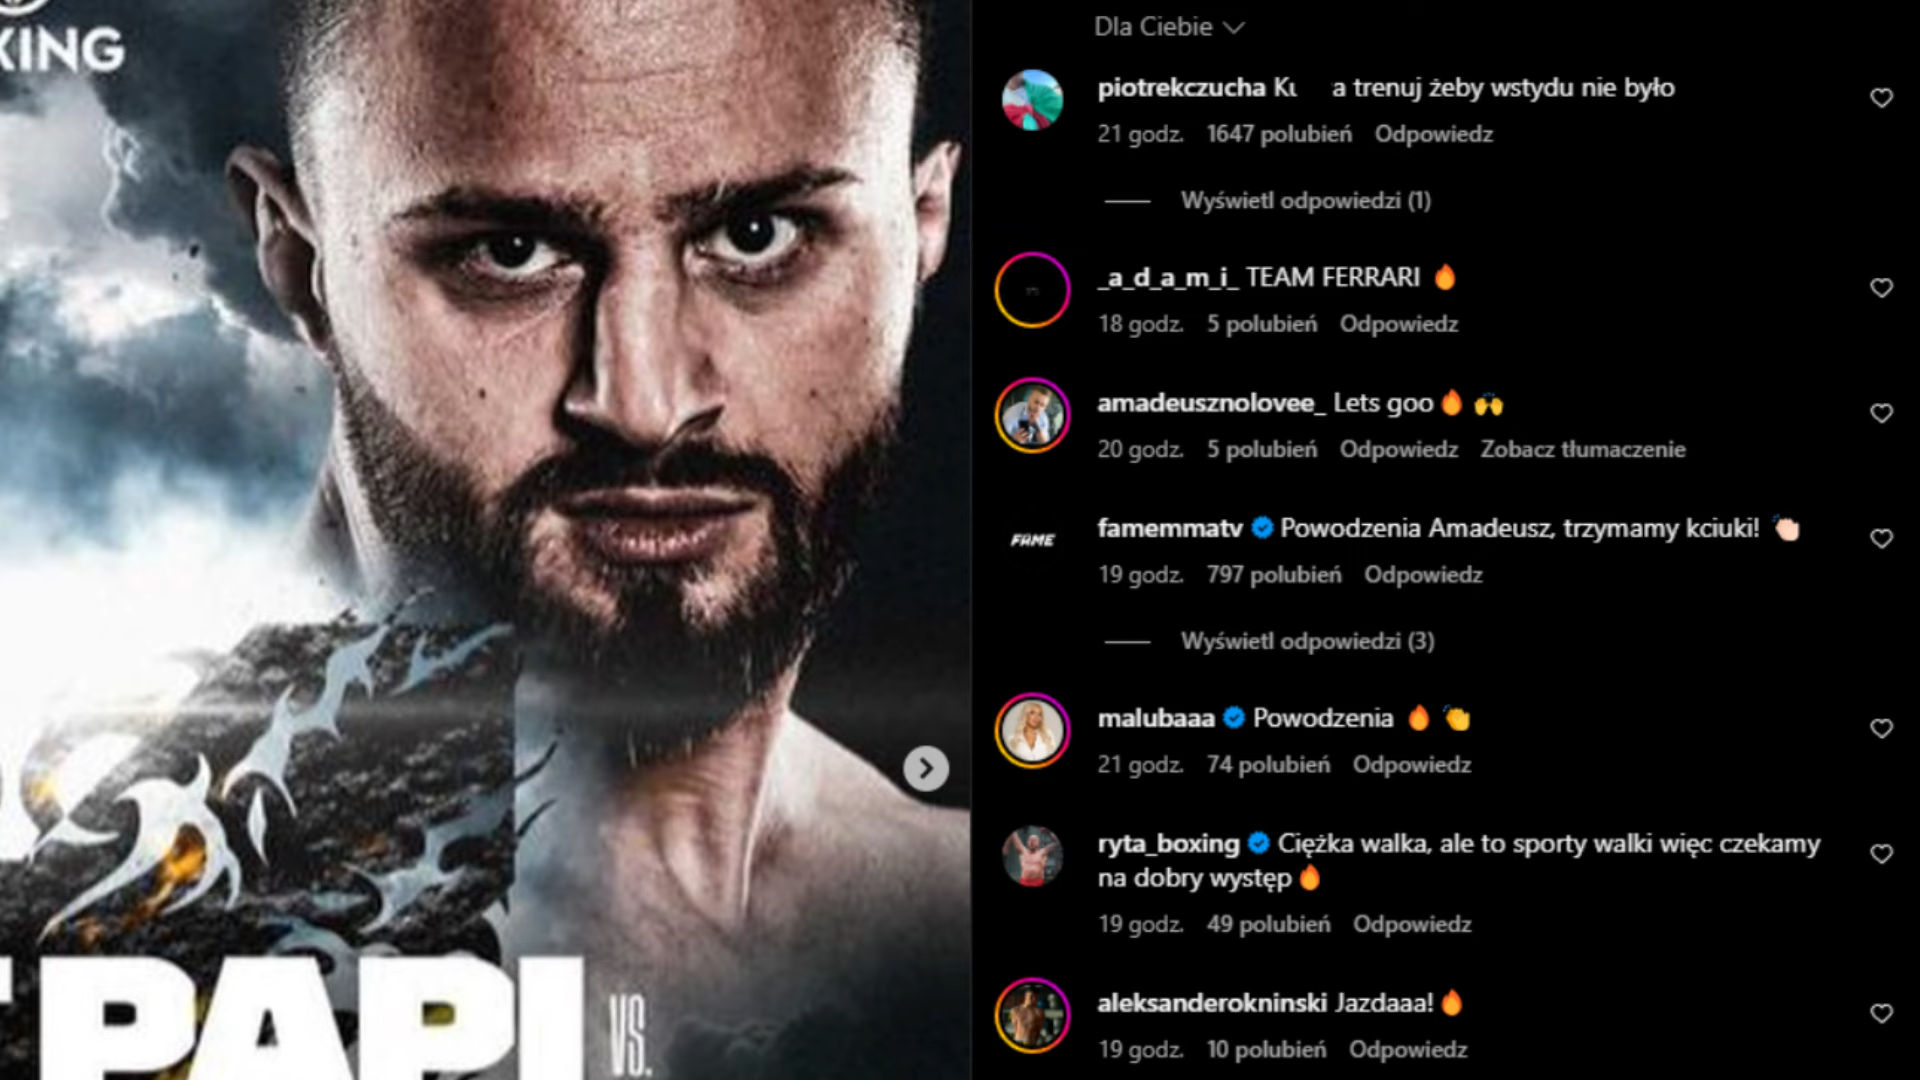 KING
PAPI
VS.
Dla Ciebie
piotrekczucha a trenuj żeby wstydu nie było
21 godz. 1647 polubień Odpowiedz
Wyświetl odpowiedzi (1)
_a_d_a_m_i_ TEAM FERRARI 🔥
18 godz. 5 polubień Odpowiedz
amadeusznolovee_ Lets goo🔥 🙌
20 godz. 5 polubień Odpowiedz Zobacz tłumaczenie
FAME
famemmatv Powodzenia Amadeusz, trzymamy kciuki! 👏🏻
19 godz. 797 polubień Odpowiedz
Wyświetl odpowiedzi (3)
malubaaa Powodzenia 🔥 👏
21 godz. 74 polubień Odpowiedz
ryta_boxing Ciężka walka, ale to sporty walki więc czekamy
na dobry występ🔥
19 godz. 49 polubień Odpowiedz
aleksanderokninski Jazdaaa!🔥
19 godz. 10 polubień Odpowiedz